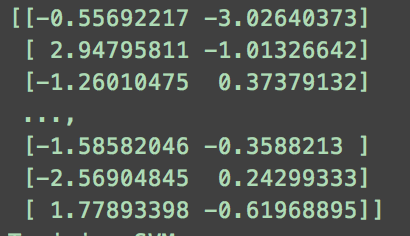 [[-0.55692217 -3.02640373]
 [ 2.94795811 -1.01326642]
 [-1.26010475  0.37379132]
 ...,
 [-1.58582046 -0.3588213 ]
 [-2.56904845  0.24299333]
 [ 1.77893398 -0.61968895]]